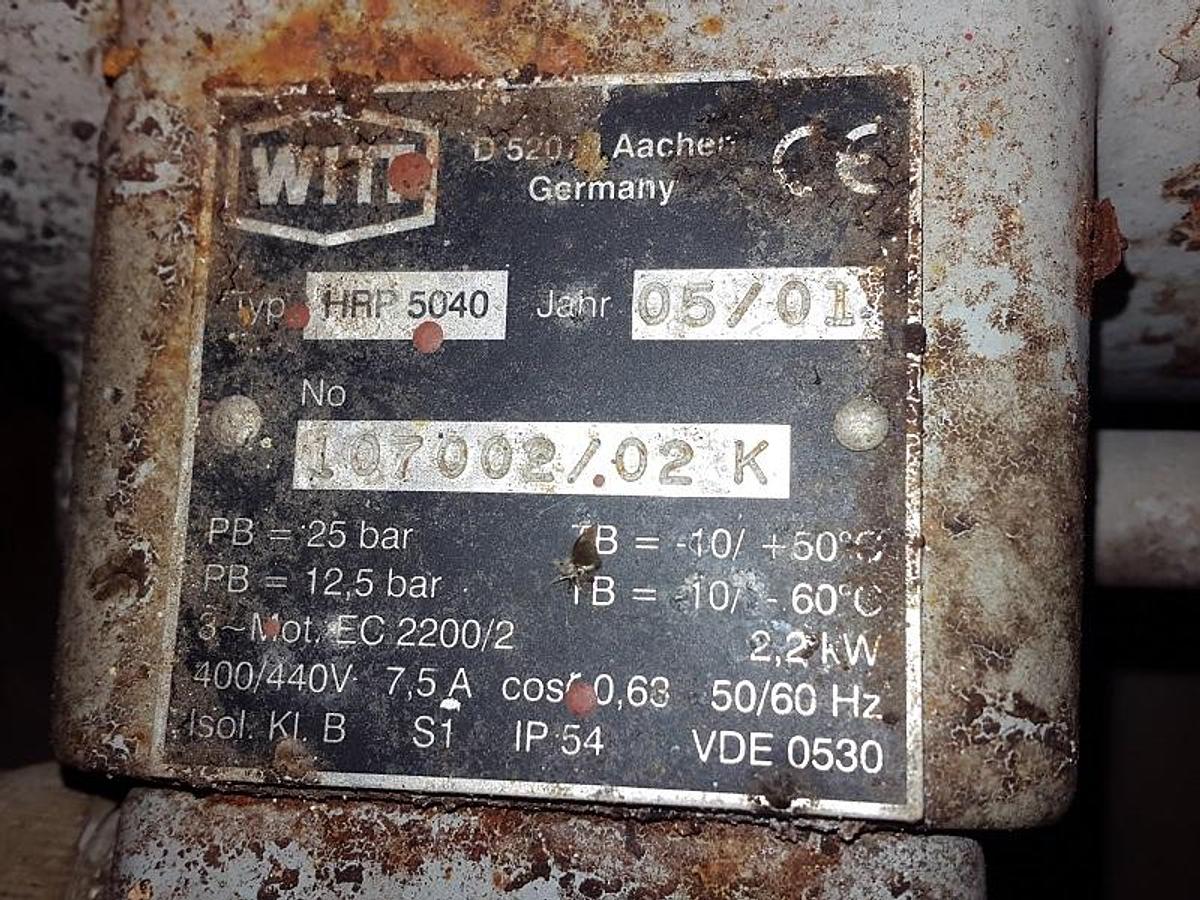 WITT
Aachen
Germany
CE
Typ HRP 5040 Jahr 05/01
No
107002/02 K
PB = 25 bar TB = -10/ +50°C
PB = 12,5 bar TB = -10/ - 60°C
3~Mot. EC 2200/2 2,2 kW
400/440V 7,5 A 0,63 50/60 Hz
Isol. Kl. B S1 IP 54 VDE 0530